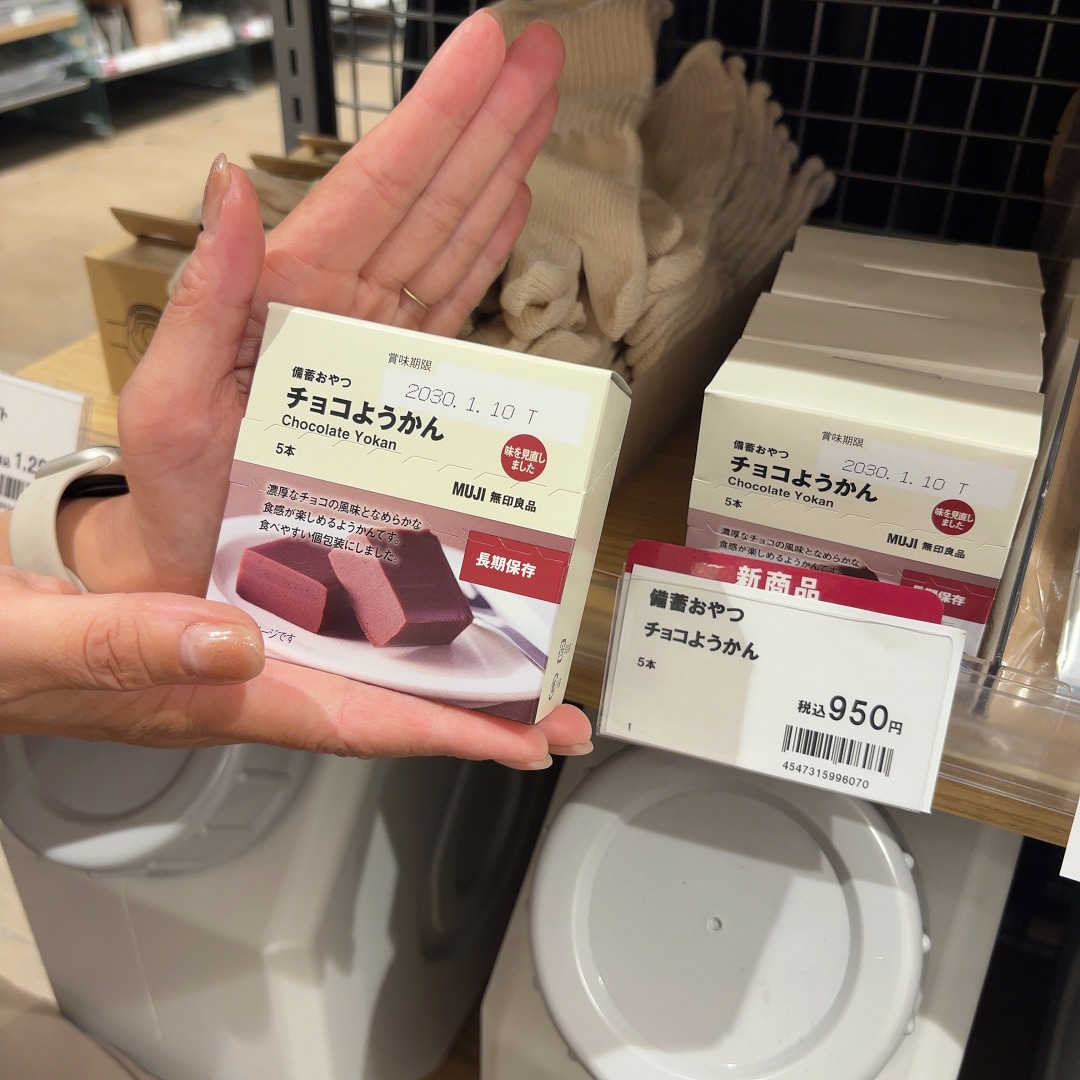 賞味期限
2030. 1. 10 T
備蓄おやつ
チョコようかん
Chocolate Yokan
5本
味を見直し
ました
MUJI 無印良品
濃厚なチョコの風味となめらかな
食感が楽しめるようかんです。
食べやすい個包装にしました。
長期保存
ージです
賞味期限
2030. 1. 10 T
備蓄おやつ
チョコようかん
Chocolate Yokan
5本
味を見直し
ました
MUJI 無印良品
濃厚なチョコの風味となめらかな
食感が楽しめるようかんです。
長期保存
新商品
備蓄おやつ
チョコようかん
5本
税込950円
1
4547315996070